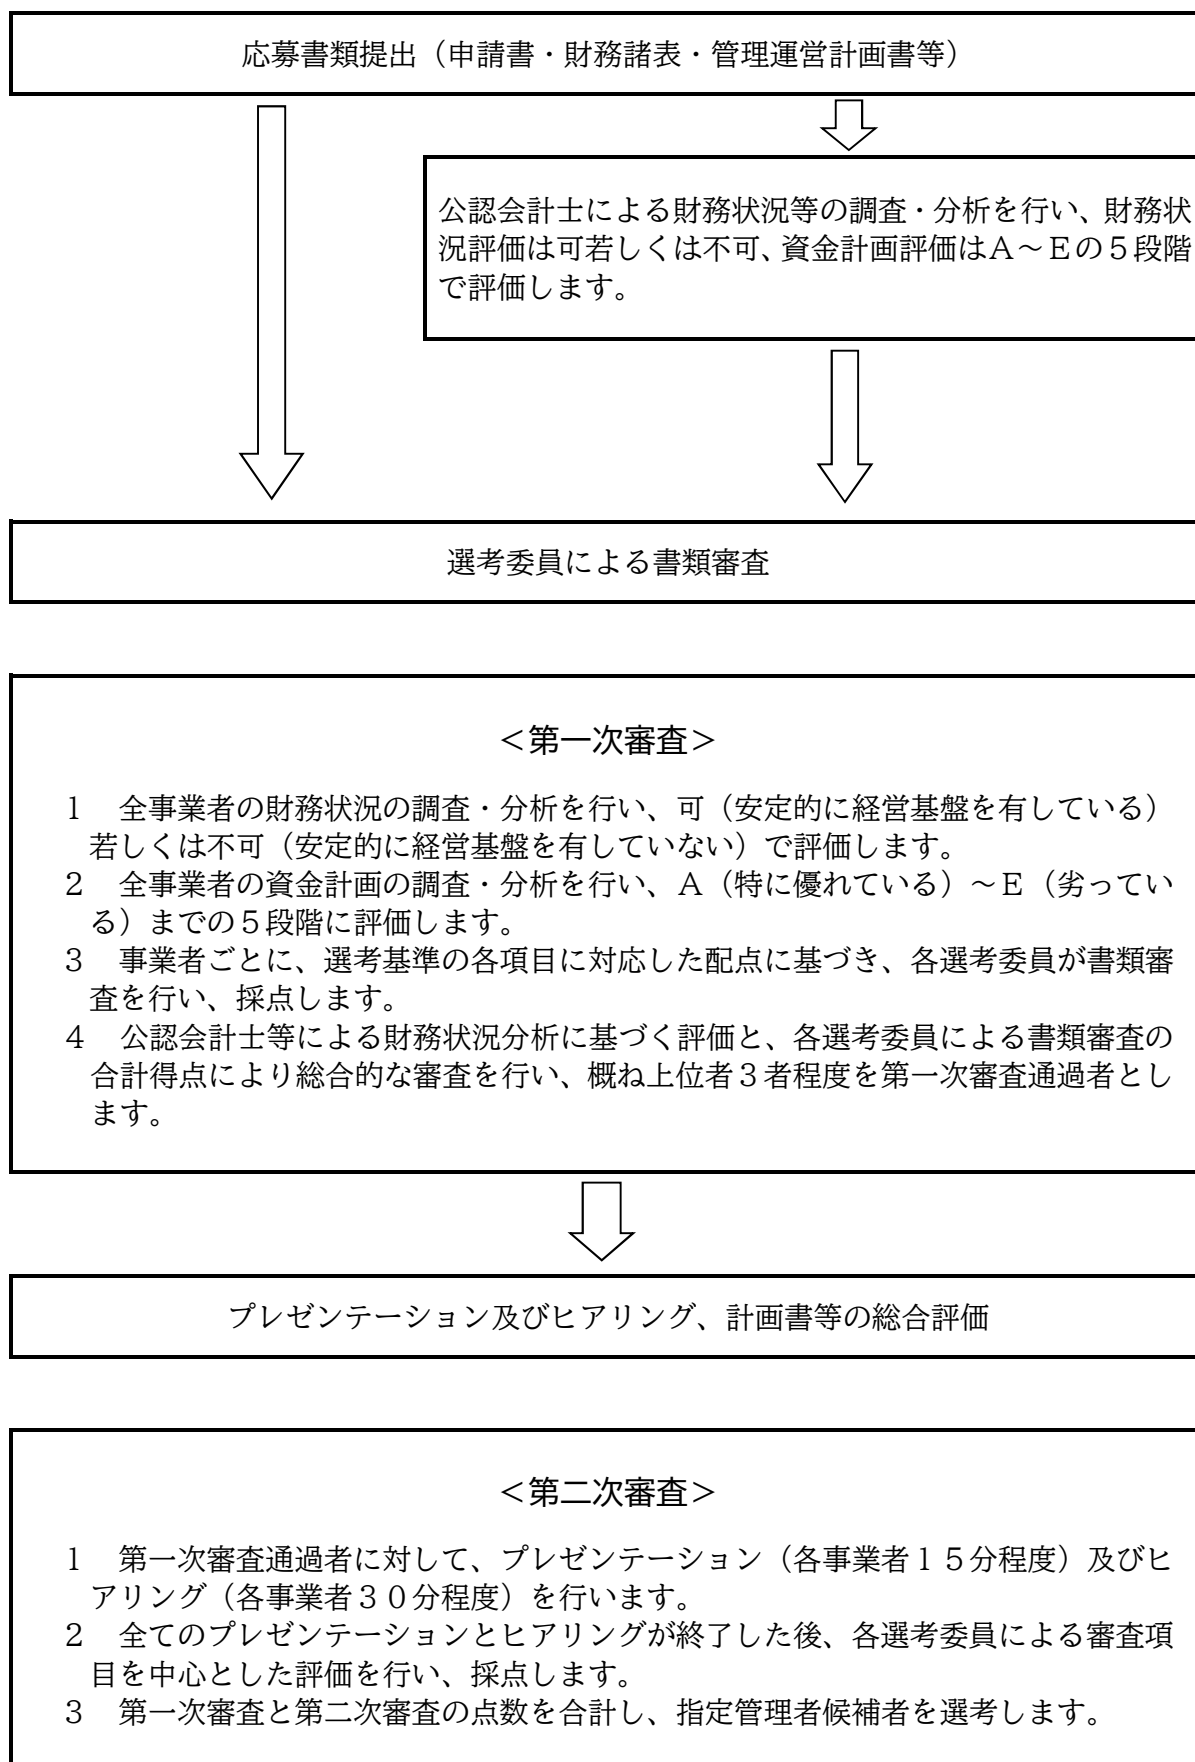 応募書類提出（申請書・財務諸表・管理運営計画書等）
公認会計士による財務状況等の調査・分析を行い、財務状
況評価は可若しくは不可、資金計画評価はＡ～Ｅの５段階
で評価します。
選考委員による書類審査
＜第一次審査＞
１　全事業者の財務状況の調査・分析を行い、可（安定的に経営基盤を有している）
若しくは不可（安定的に経営基盤を有していない）で評価します。
２　全事業者の資金計画の調査・分析を行い、Ａ（特に優れている）～Ｅ（劣ってい
る）までの５段階に評価します。
３　事業者ごとに、選考基準の各項目に対応した配点に基づき、各選考委員が書類審
査を行い、採点します。
４　公認会計士等による財務状況分析に基づく評価と、各選考委員による書類審査の
合計得点により総合的な審査を行い、概ね上位者３者程度を第一次審査通過者とし
ます。
プレゼンテーション及びヒアリング、計画書等の総合評価
＜第二次審査＞
１　第一次審査通過者に対して、プレゼンテーション（各事業者１５分程度）及びヒ
アリング（各事業者３０分程度）を行います。
２　全てのプレゼンテーションとヒアリングが終了した後、各選考委員による審査項
目を中心とした評価を行い、採点します。
３　第一次審査と第二次審査の点数を合計し、指定管理者候補者を選考します。